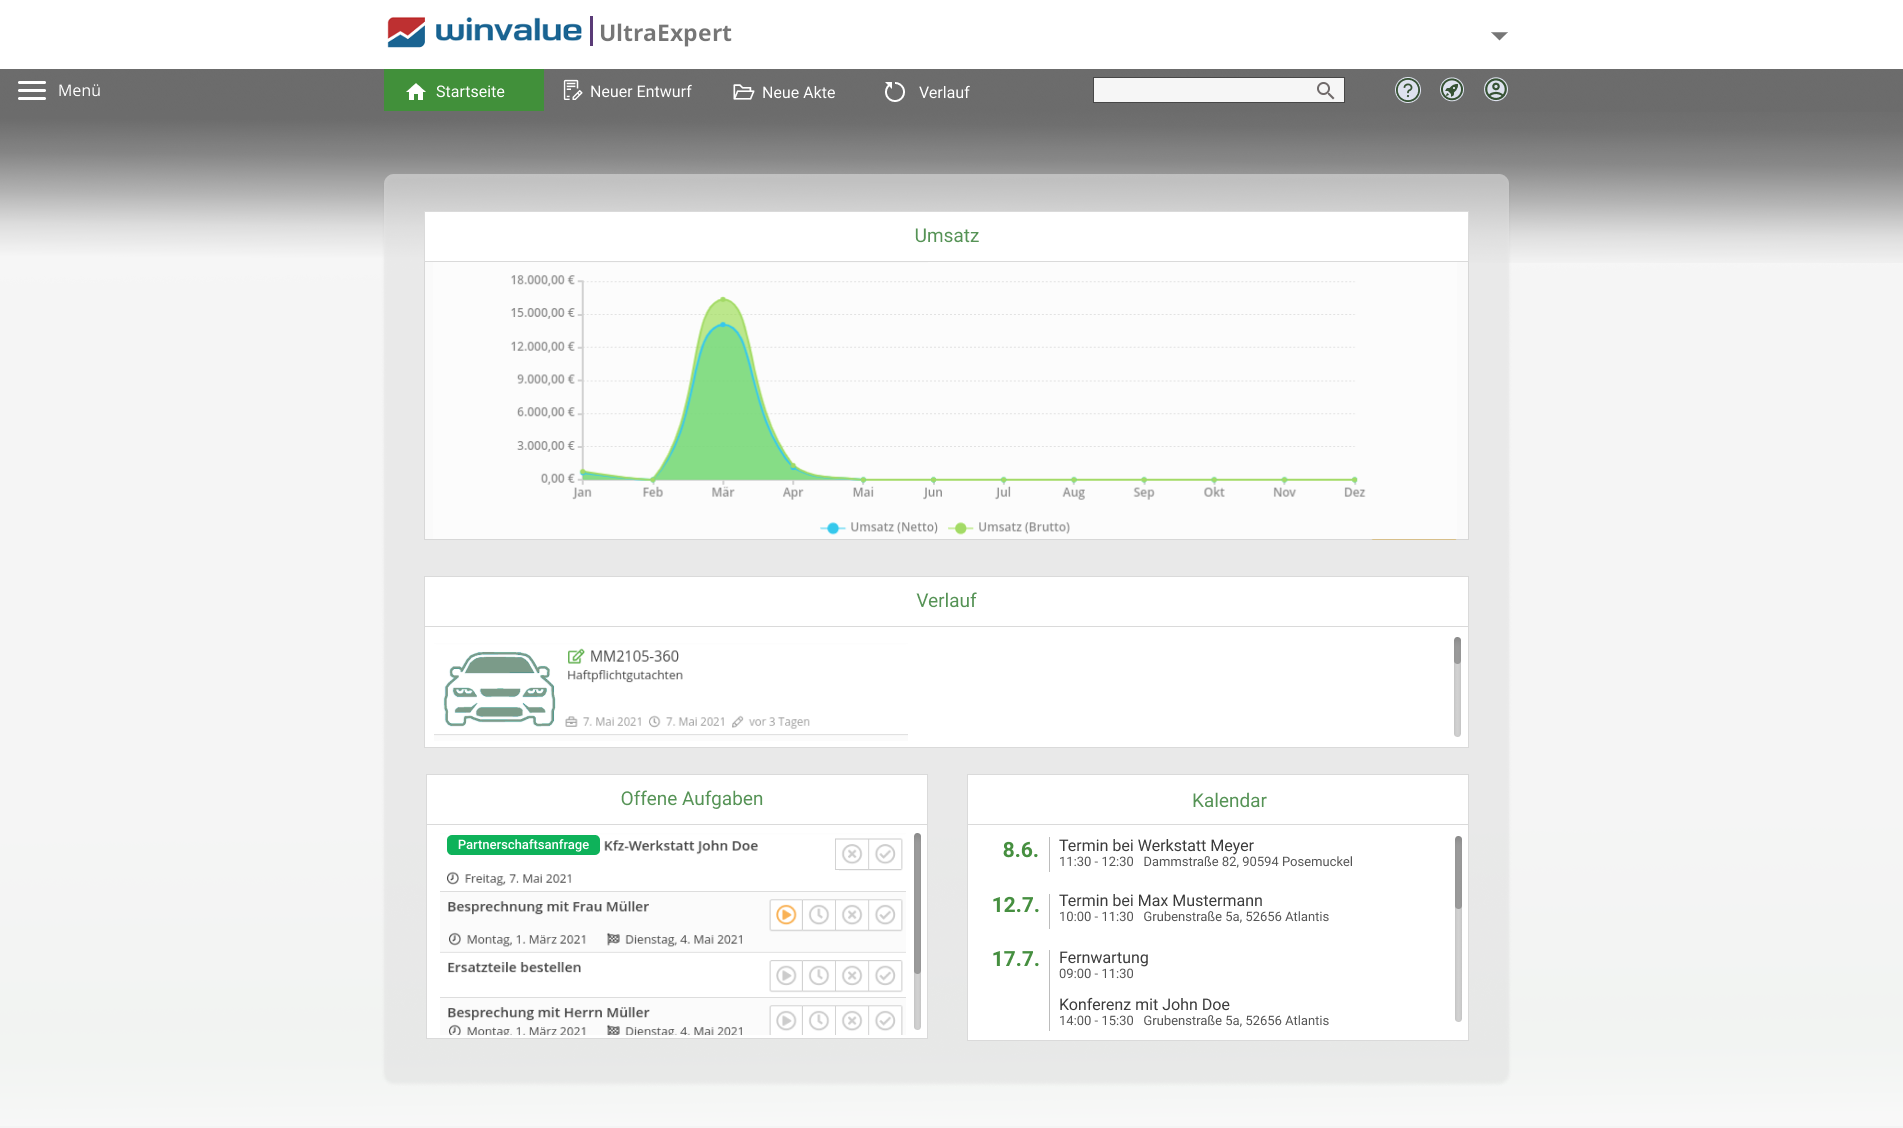 winvalue UltraExpert
Menü
Startseite
Neuer Entwurf
Neue Akte
Verlauf
Umsatz
18.000,00 €
15.000,00 €
12.000,00 €
9.000,00 €
6.000,00 €
3.000,00 €
0,00 €
Jan Feb Mär Apr Mai Jun Jul Aug Sep Okt Nov Dez
Umsatz (Netto) Umsatz (Brutto)
Verlauf
MM2105-360
Haftpflichtgutachten
7. Mai 2021 7. Mai 2021 vor 3 Tagen
Offene Aufgaben
Partnerschaftsanfrage Kfz-Werkstatt John Doe
Freitag, 7. Mai 2021
Besprechnung mit Frau Müller
Montag, 1. März 2021 Dienstag, 4. Mai 2021
Ersatzteile bestellen
Besprechung mit Herrn Müller
Montag, 1. März 2021 Dienstag, 4. Mai 2021
Kalendar
8.6. Termin bei Werkstatt Meyer
11:30 - 12:30 Dammstraße 82, 90594 Posemuckel
12.7. Termin bei Max Mustermann
10:00 - 11:30 Grubenstraße 5a, 52656 Atlantis
17.7. Fernwartung
09:00 - 11:30
Konferenz mit John Doe
14:00 - 15:30 Grubenstraße 5a, 52656 Atlantis